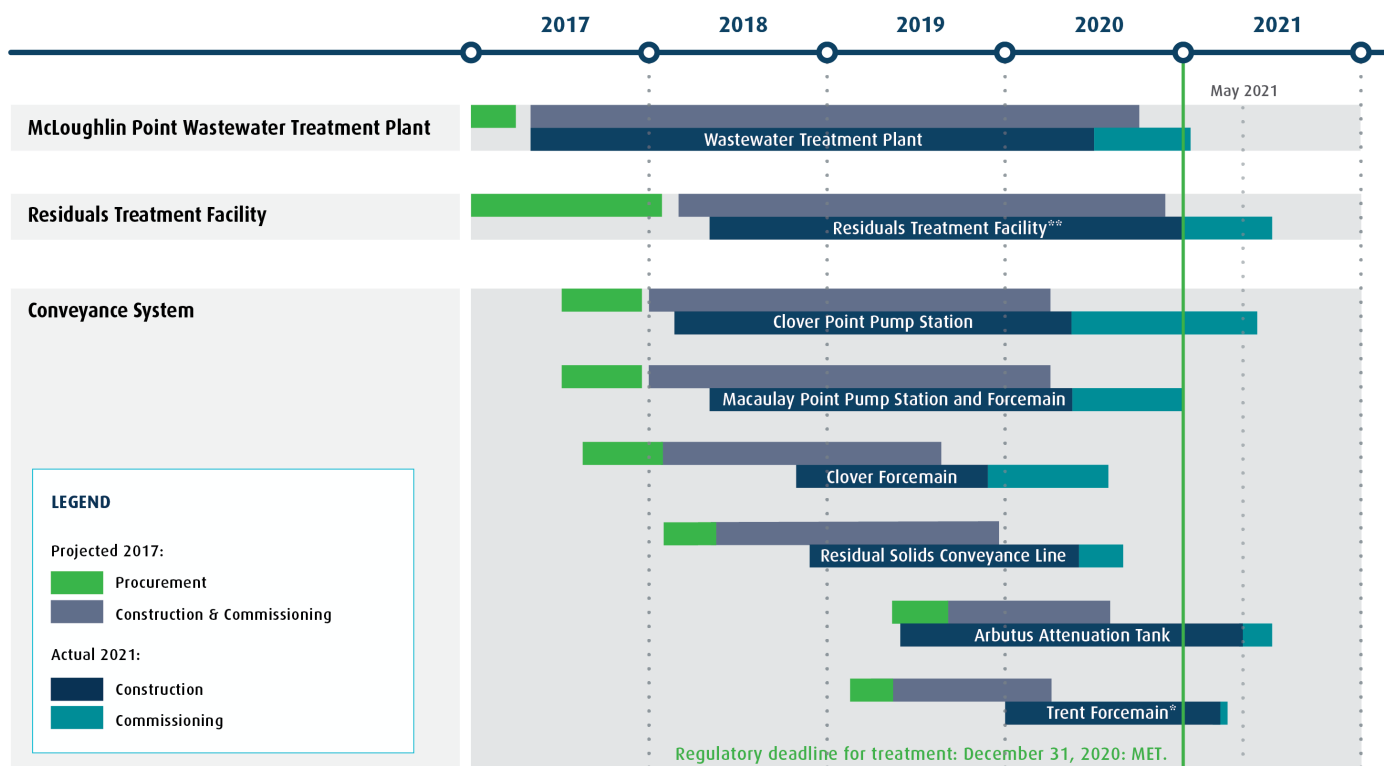 2017 2018 2019 2020 2021
May 2021
McLoughlin Point Wastewater Treatment Plant
Wastewater Treatment Plant
Residuals Treatment Facility
Residuals Treatment Facility**
Conveyance System
Clover Point Pump Station
Macaulay Point Pump Station and Forcemain
Clover Forcemain
Residual Solids Conveyance Line
Arbutus Attenuation Tank
Trent Forcemain*
LEGEND
Projected 2017:
Procurement
Construction & Commissioning
Actual 2021:
Construction
Commissioning
Regulatory deadline for treatment: December 31, 2020: MET.